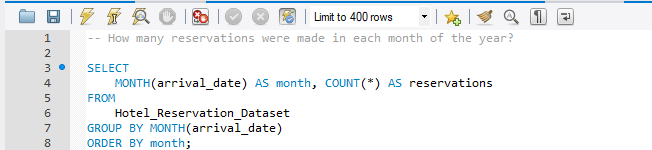 Limit to 400 rows
1 -- How many reservations were made in each month of the year?
2
3 SELECT
4 MONTH(arrival_date) AS month, COUNT(*) AS reservations
5 FROM
6 Hotel_Reservation_Dataset
7 GROUP BY MONTH(arrival_date)
8 ORDER BY month;